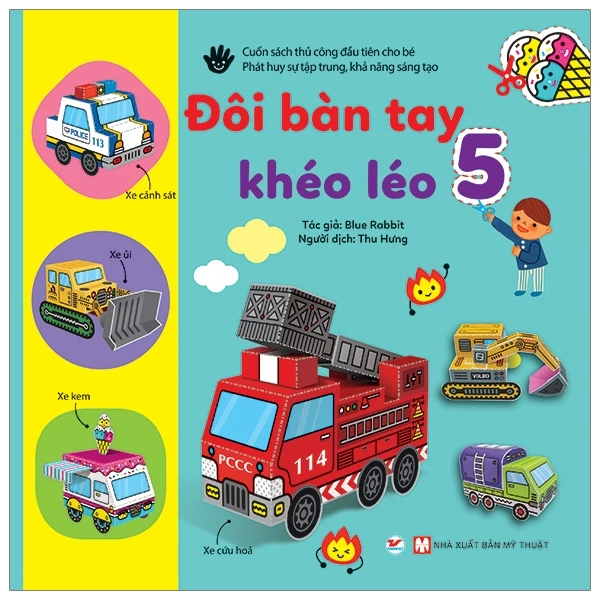 Cuốn sách thủ công đầu tiên cho bé
Phát huy sự tập trung, khả năng sáng tạo
Đôi bàn tay
khéo léo 5
Tác giả: Blue Rabbit
Người dịch: Thu Hưng
POLICE
113
Xe cảnh sát
Xe ủi
Xe kem
PCCC
114
Xe cứu hoả
VOLBO
NHÀ XUẤT BẢN MỸ THUẬT